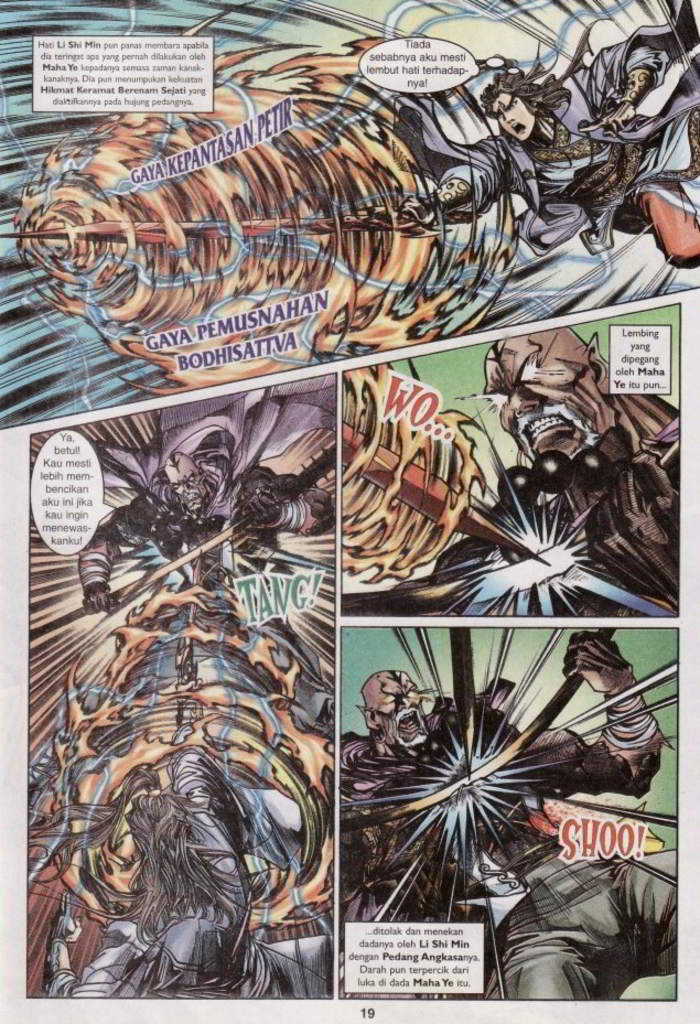 Hati Li Shi Min pun panas membara apabila
dia teringat apa yang pernah dilakukan oleh
Maha Ye kepadanya semasa zaman kanak-
kanaknya. Dia pun menumpukan kekuatan
Hikmat Keramat Berenam Sejati yang
dialifkannya pada hujung pedangnya.
Tiada
sebabnya aku mesti
lembut hati terhadap-
nya!
GAYA KEPANTASAN PETIR
GAYA PEMUSNAHAN
BODHISATTVA
Ya,
betul!
Kau mesti
lebih mem-
bencikan
aku ini jika
kau ingin
menewas-
kanku!
TANG!
Lembing
yang
dipegang
oleh Maha
Ye itu pun...
WO...
SHOO!
...ditolak dan menekan
dadanya oleh Li Shi Min
dengan Pedang Angkasanya.
Darah pun terpercik dari
luka di dada Maha Ye itu.
19